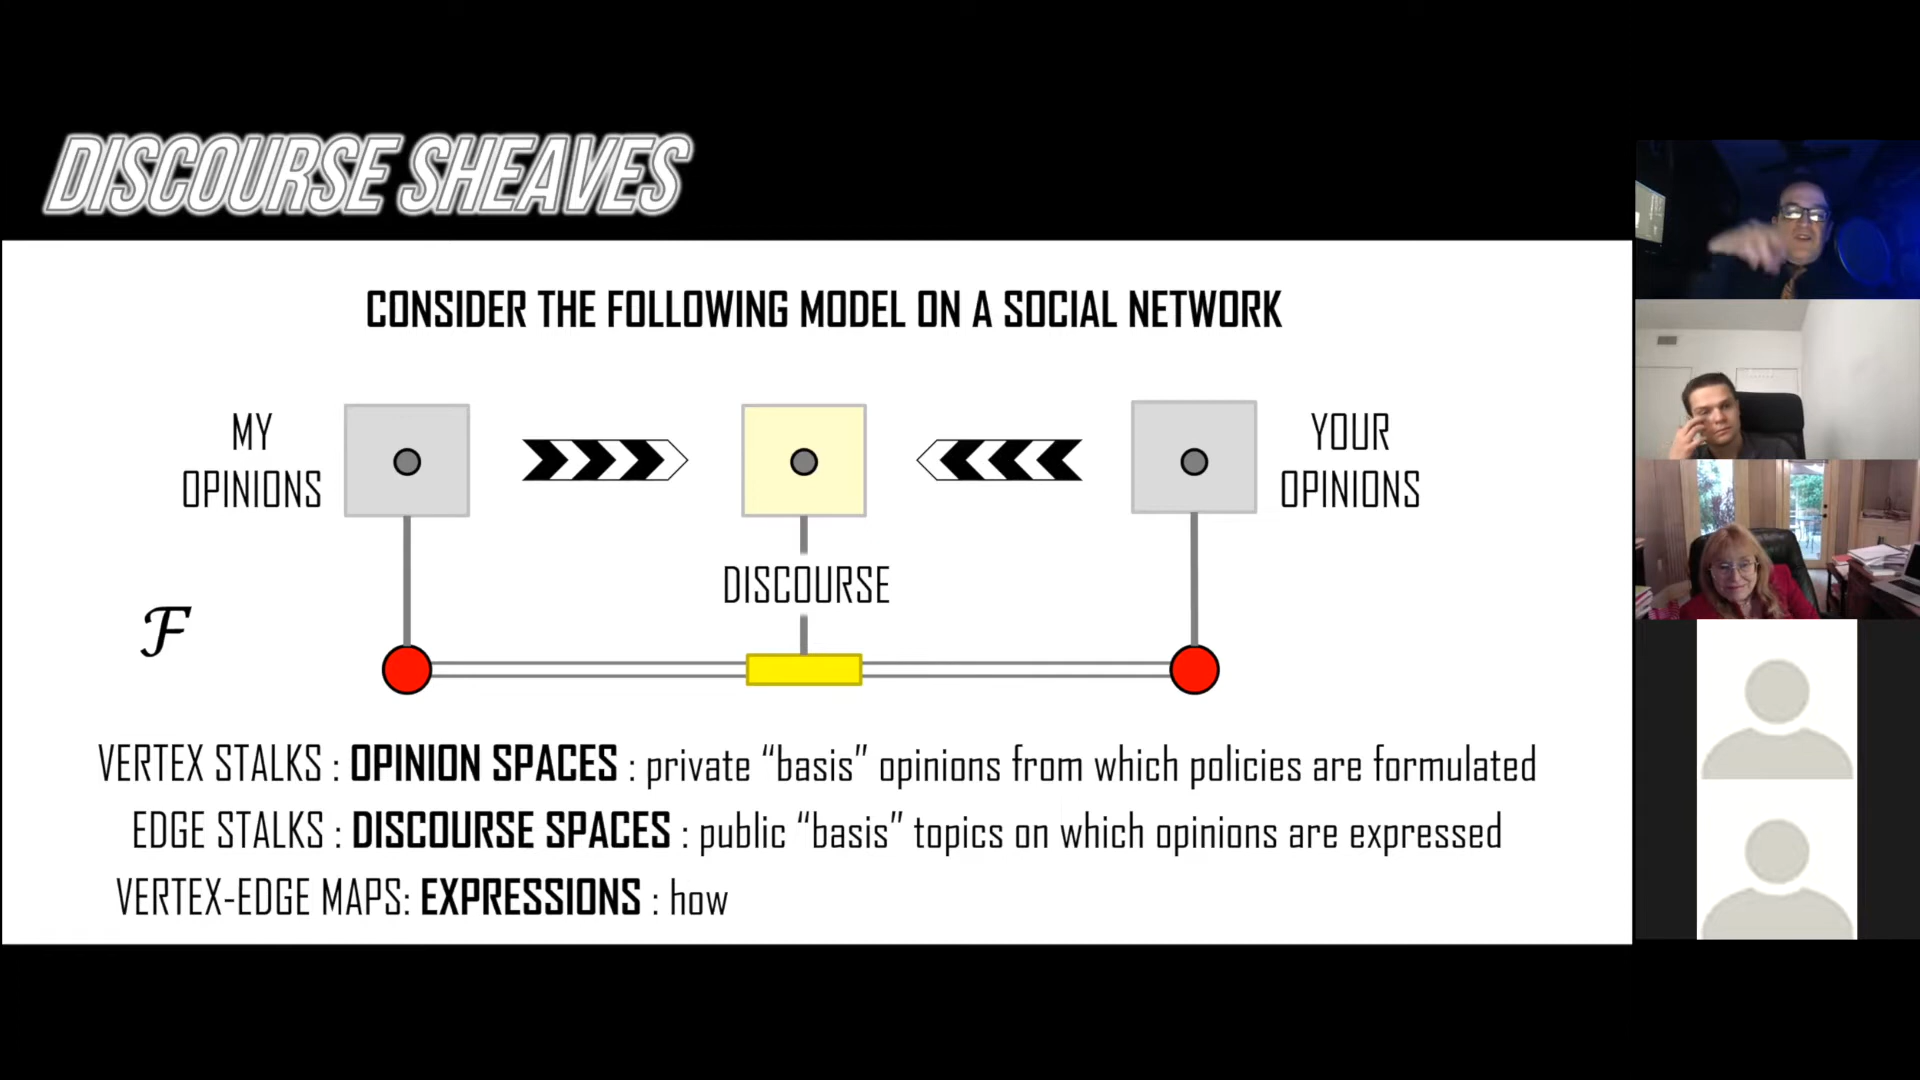 DISCOURSE SHEAVES
CONSIDER THE FOLLOWING MODEL ON A SOCIAL NETWORK
MY
OPINIONS
YOUR
OPINIONS
DISCOURSE
ℱ
VERTEX STALKS : OPINION SPACES : private “basis” opinions from which policies are formulated
EDGE STALKS : DISCOURSE SPACES : public “basis” topics on which opinions are expressed
VERTEX-EDGE MAPS: EXPRESSIONS : how